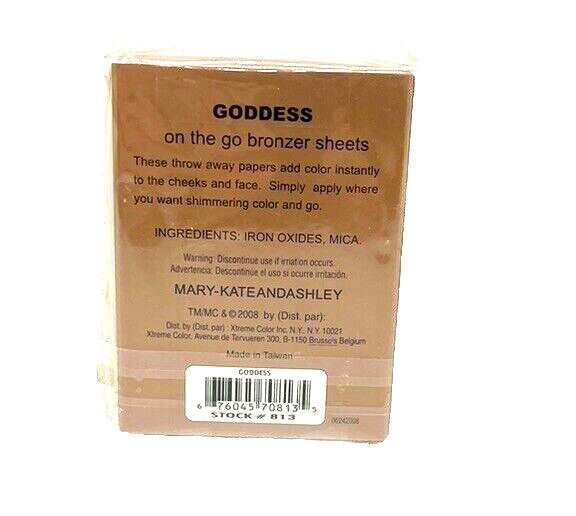 GODDESS
on the go bronzer sheets
These throw away papers add color instantly
to the cheeks and face. Simply apply where
you want shimmering color and go.
INGREDIENTS: IRON OXIDES, MICA.
Warning: Discontinue use if irritation occurs.
Advertencia: Descontinúe el uso si ocurre irritación.
MARY-KATEANDASHLEY
TM/MC & © 2008 by (Dist. par):
Dist. by (Dist. par) : Xtreme Color Inc. N.Y., N.Y. 10021
Xtreme Color, Avenue de Tervueren 300, B-1150 Brusse's Belgium
Made in Taiwan
GODDESS
6 76045 70813 5
STOCK # 813
06242008